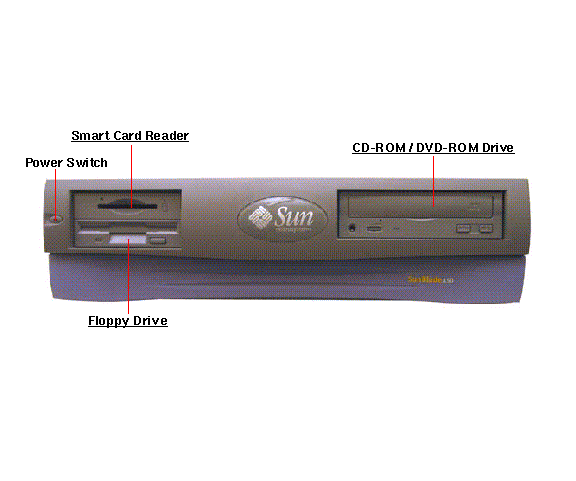 Smart Card Reader
CD-ROM / DVD-ROM Drive
Power Switch
Sun
Floppy Drive